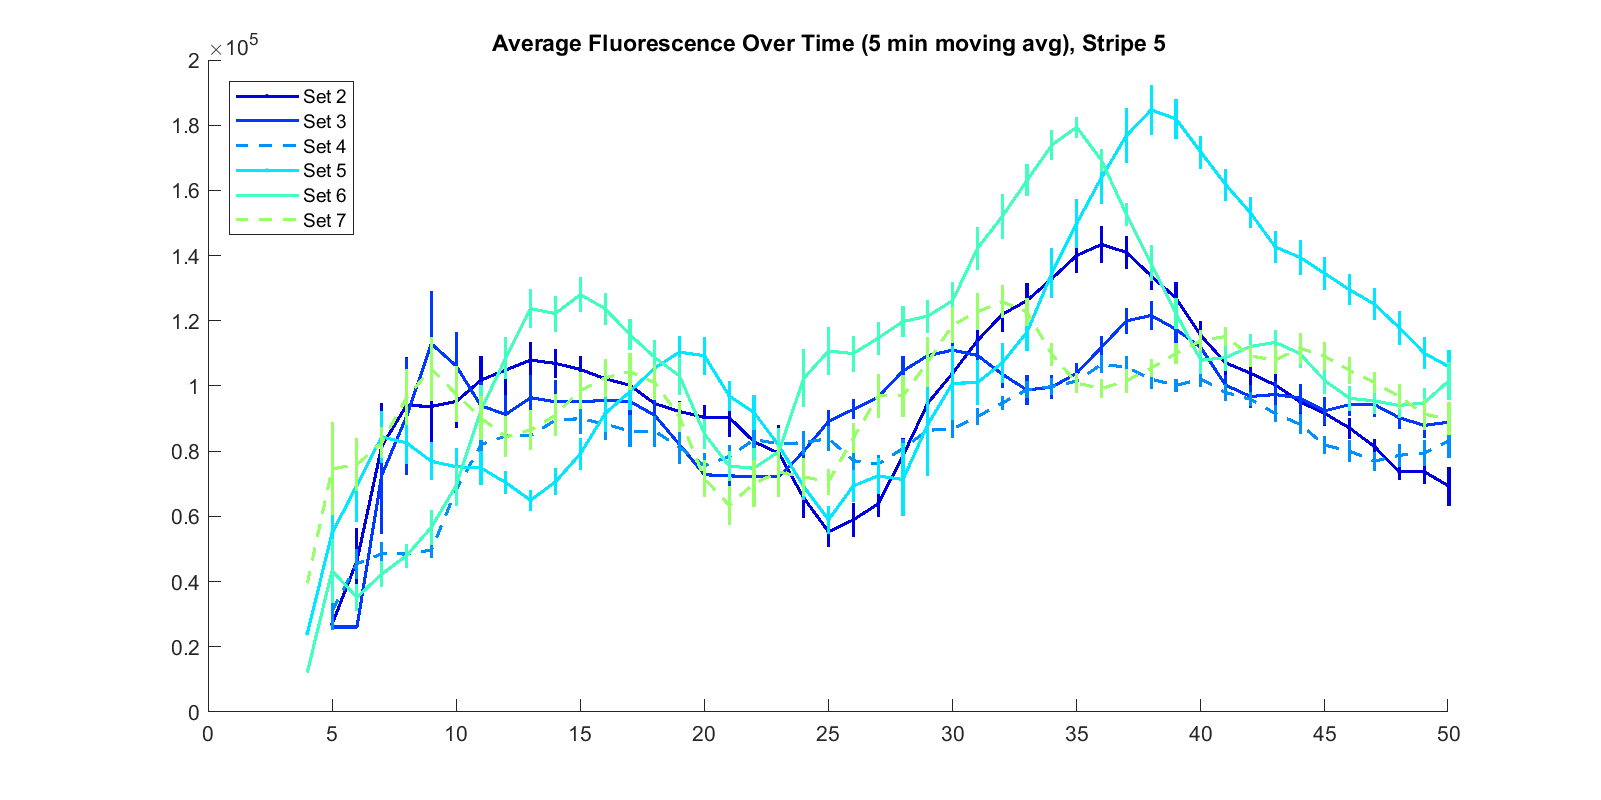 Average Fluorescence Over Time (5 min moving avg), Stripe 5
×10⁵
2
1.8
1.6
1.4
1.2
1
0.8
0.6
0.4
0.2
0
Set 2
Set 3
Set 4
Set 5
Set 6
Set 7
0 5 10 15 20 25 30 35 40 45 50